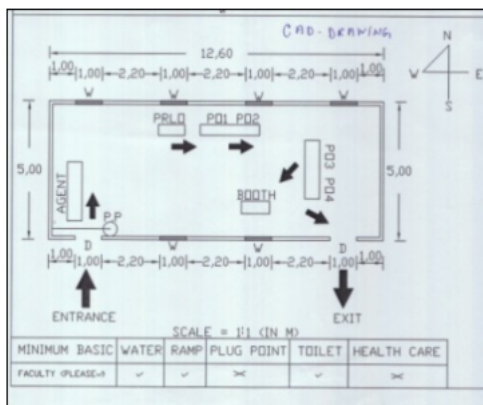 CAD-DRAWING
12,60
1,00 1,00 2,20 1,00 2,20 1,00 2,20 1,00 1,00
W W W W
N
W E
S
PRLO PO1 PO2
5,00 5,00
AGENT
PO3 PO4
BOOTH
P.P
D W W D
1,00 1,00 2,20 1,00 2,20 1,00 2,20 1,00 1,00
ENTRANCE EXIT
SCALE = 1:1 (IN M)
MINIMUM BASIC WATER RAMP PLUG POINT TOILET HEALTH CARE
FACULTY (PLEASE=)